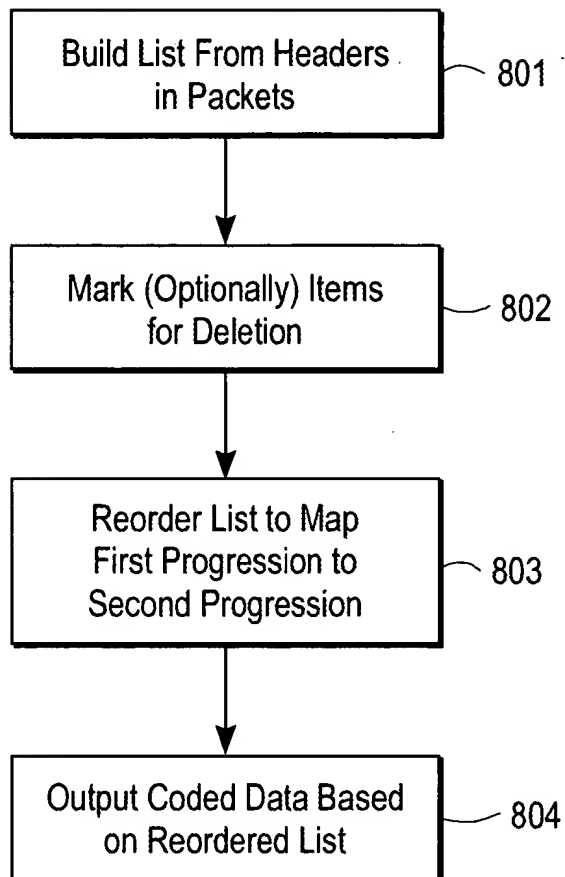 Build List From Headers
in Packets
801
Mark (Optionally) Items
for Deletion
802
Reorder List to Map
First Progression to
Second Progression
803
Output Coded Data Based
on Reordered List
804